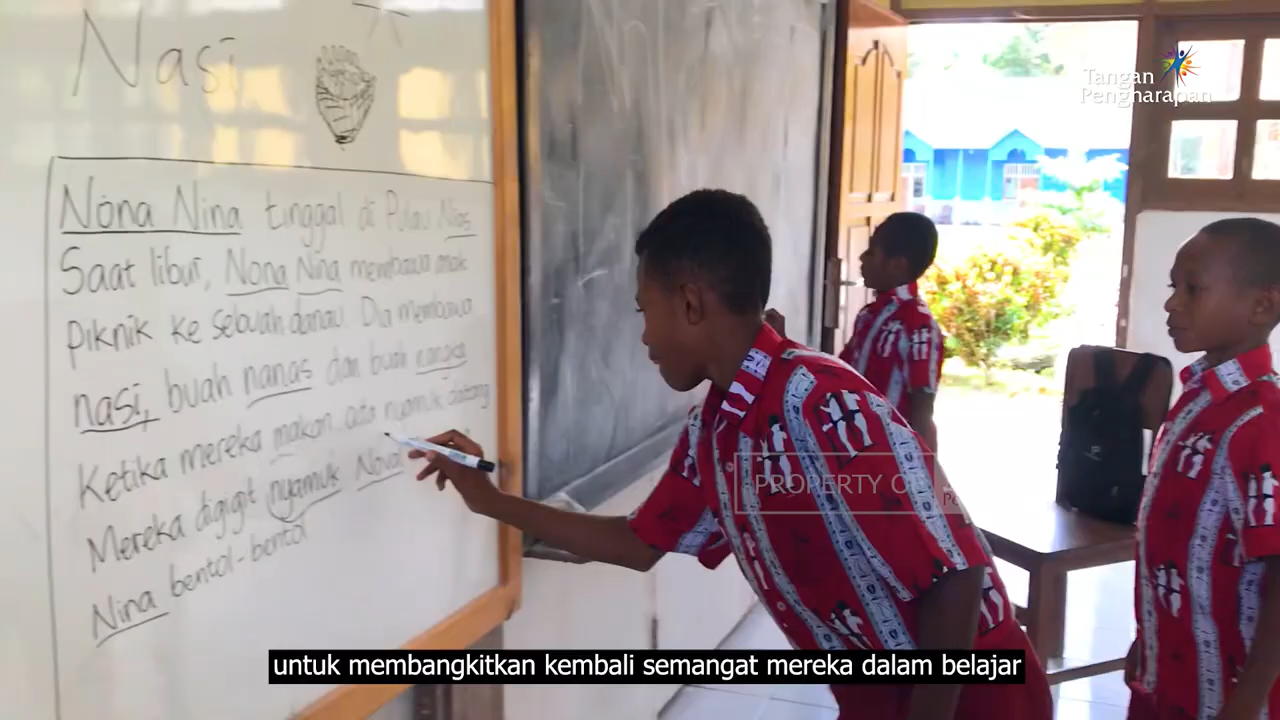 Nasi
Tangan
Pengharapan
Nona Nina tinggal di Pulau Nias
Saat libur, Nona Nina membawa anak
piknik ke sebuah danau. Dia membawa
nasi, buah nanas dan buah nangka
Ketika mereka makan ada nyamuk datang
Mereka digigit nyamuk Nona
Nina bentol-bentol
PROPERTY OF
untuk membangkitkan kembali semangat mereka dalam belajar